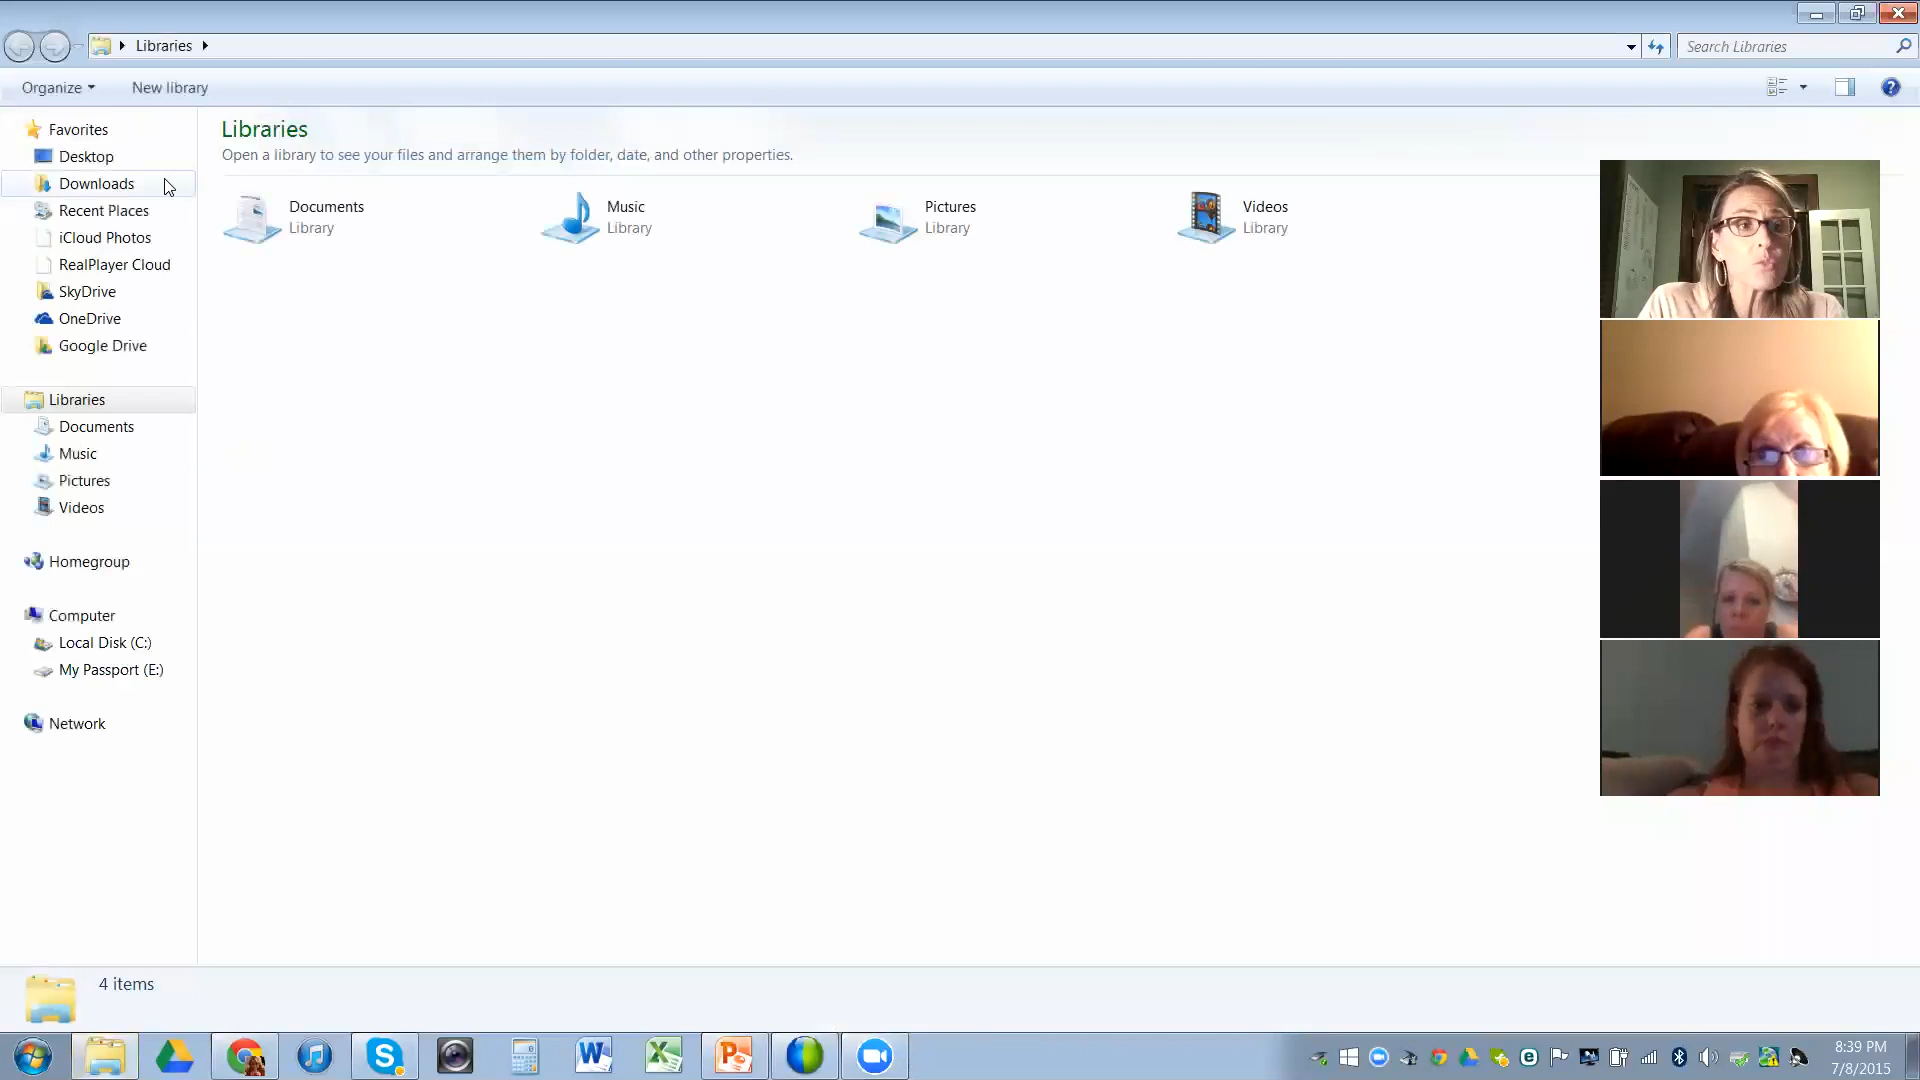 Libraries
Search Libraries
Organize
New library
Favorites
Desktop
Downloads
Recent Places
iCloud Photos
RealPlayer Cloud
SkyDrive
OneDrive
Google Drive
Libraries
Documents
Music
Pictures
Videos
Homegroup
Computer
Local Disk (C:)
My Passport (E:)
Network
Libraries
Open a library to see your files and arrange them by folder, date, and other properties.
Documents
Library
Music
Library
Pictures
Library
Videos
Library
4 items
8:39 PM
7/8/2015